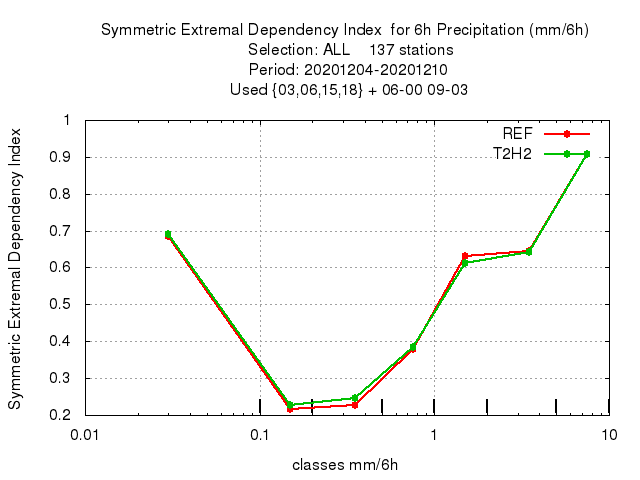 Symmetric Extremal Dependency Index  for 6h Precipitation (mm/6h)
Selection: ALL    137 stations
Period: 20201204-20201210
Used {03,06,15,18} + 06-00 09-03
Symmetric Extremal Dependency Index
1
0.9
0.8
0.7
0.6
0.5
0.4
0.3
0.2
REF
T2H2
0.01
0.1
1
10
classes mm/6h